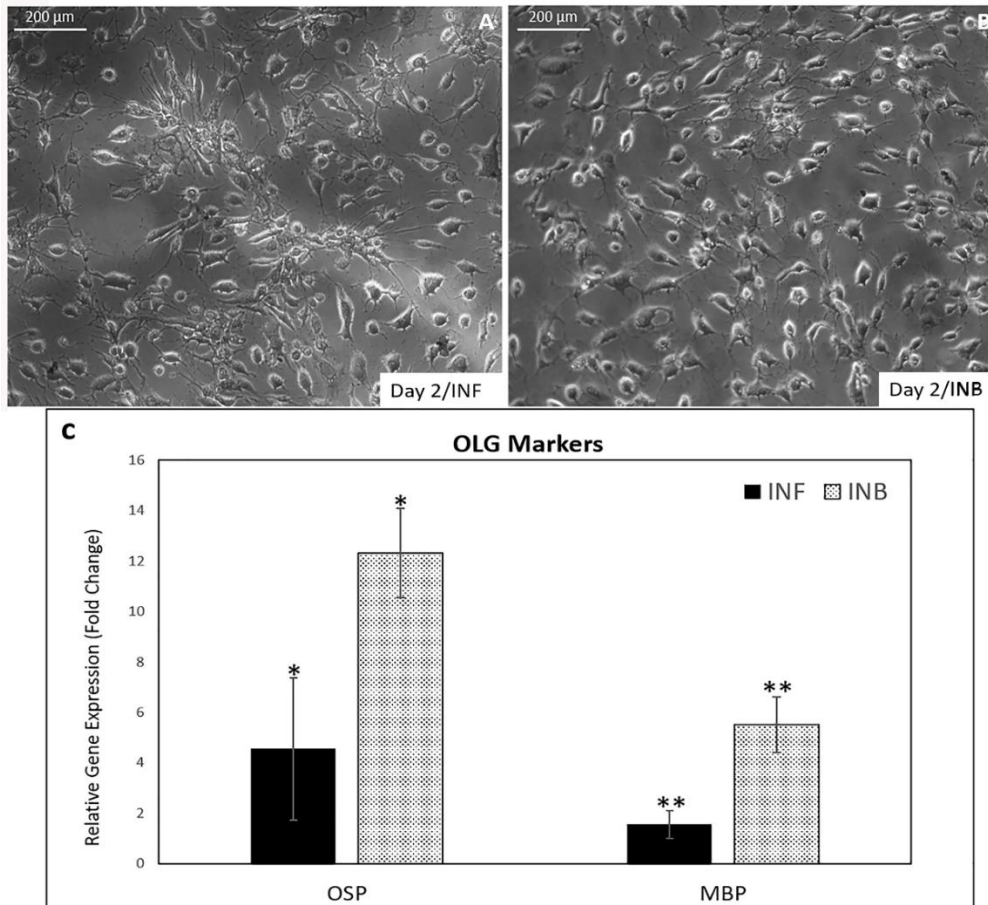 200 µm
A
Day 2/INF
200 µm
B
Day 2/INB
c
OLG Markers
INF
INB
Relative Gene Expression (Fold Change)
16
14
12
10
8
6
4
2
0
*
*
**
**
OSP
MBP